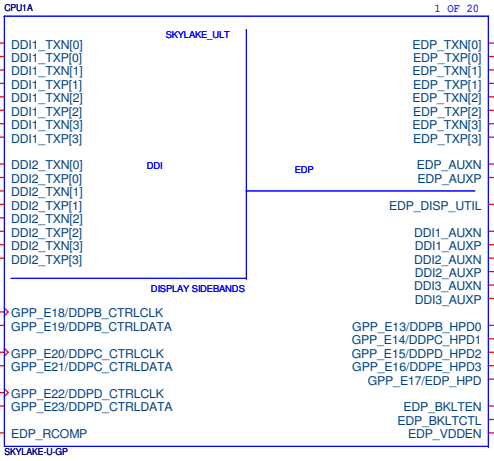 CPU1A
1 OF 20
SKYLAKE_ULT
DDI1_TXN[0]
DDI1_TXP[0]
DDI1_TXN[1]
DDI1_TXP[1]
DDI1_TXN[2]
DDI1_TXP[2]
DDI1_TXN[3]
DDI1_TXP[3]
DDI2_TXN[0]
DDI2_TXP[0]
DDI2_TXN[1]
DDI2_TXP[1]
DDI2_TXN[2]
DDI2_TXP[2]
DDI2_TXN[3]
DDI2_TXP[3]
DDI
EDP
EDP_TXN[0]
EDP_TXP[0]
EDP_TXN[1]
EDP_TXP[1]
EDP_TXN[2]
EDP_TXP[2]
EDP_TXN[3]
EDP_TXP[3]
EDP_AUXN
EDP_AUXP
EDP_DISP_UTIL
DDI1_AUXN
DDI1_AUXP
DDI2_AUXN
DDI2_AUXP
DDI3_AUXN
DDI3_AUXP
DISPLAY SIDEBANDS
GPP_E18/DDPB_CTRLCLK
GPP_E19/DDPB_CTRLDATA
GPP_E20/DDPC_CTRLCLK
GPP_E21/DDPC_CTRLDATA
GPP_E22/DDPD_CTRLCLK
GPP_E23/DDPD_CTRLDATA
EDP_RCOMP
GPP_E13/DDPB_HPD0
GPP_E14/DDPC_HPD1
GPP_E15/DDPD_HPD2
GPP_E16/DDPE_HPD3
GPP_E17/EDP_HPD
EDP_BKLTEN
EDP_BKLTCTL
EDP_VDDEN
SKYLAKE-U-GP